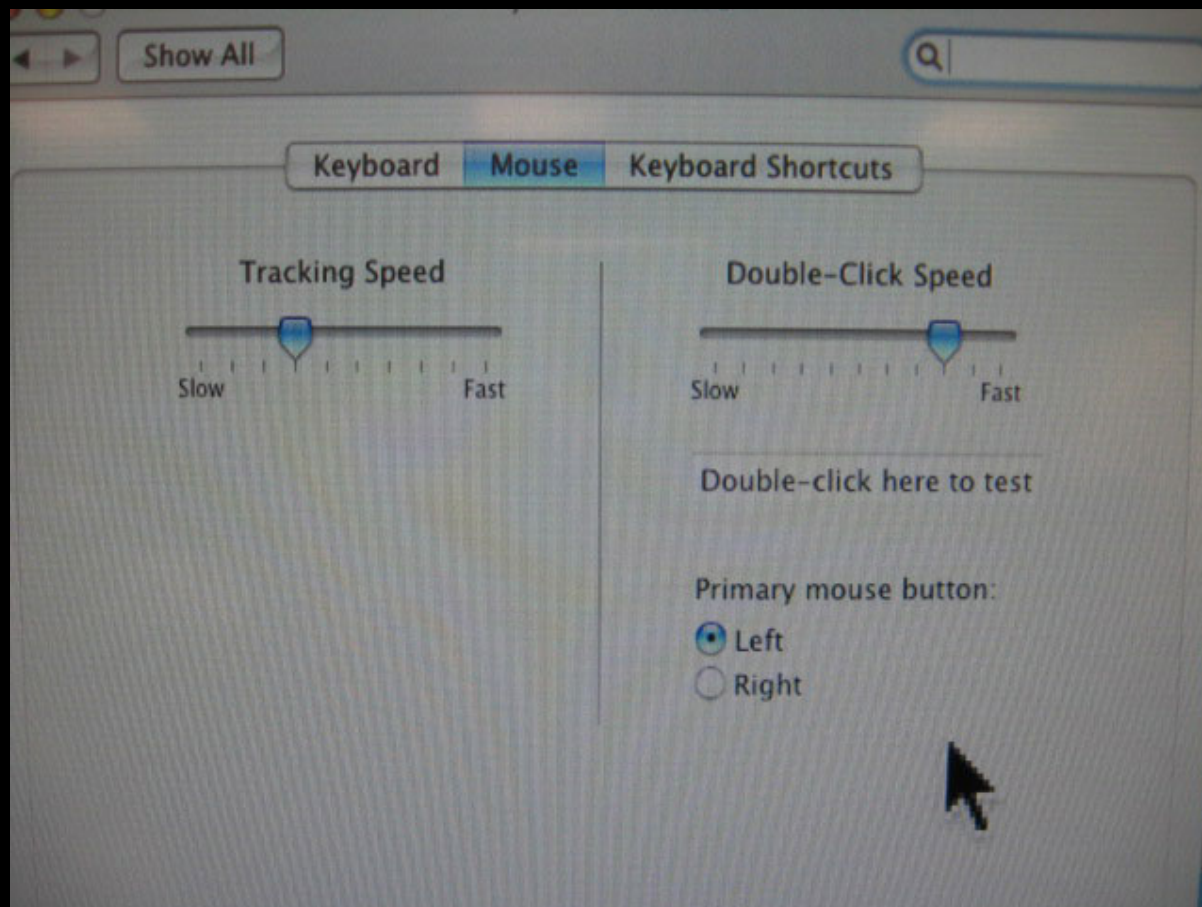 Show All
Keyboard Mouse Keyboard Shortcuts
Tracking Speed
Slow Fast
Double-Click Speed
Slow Fast
Double-click here to test
Primary mouse button:
Left
Right